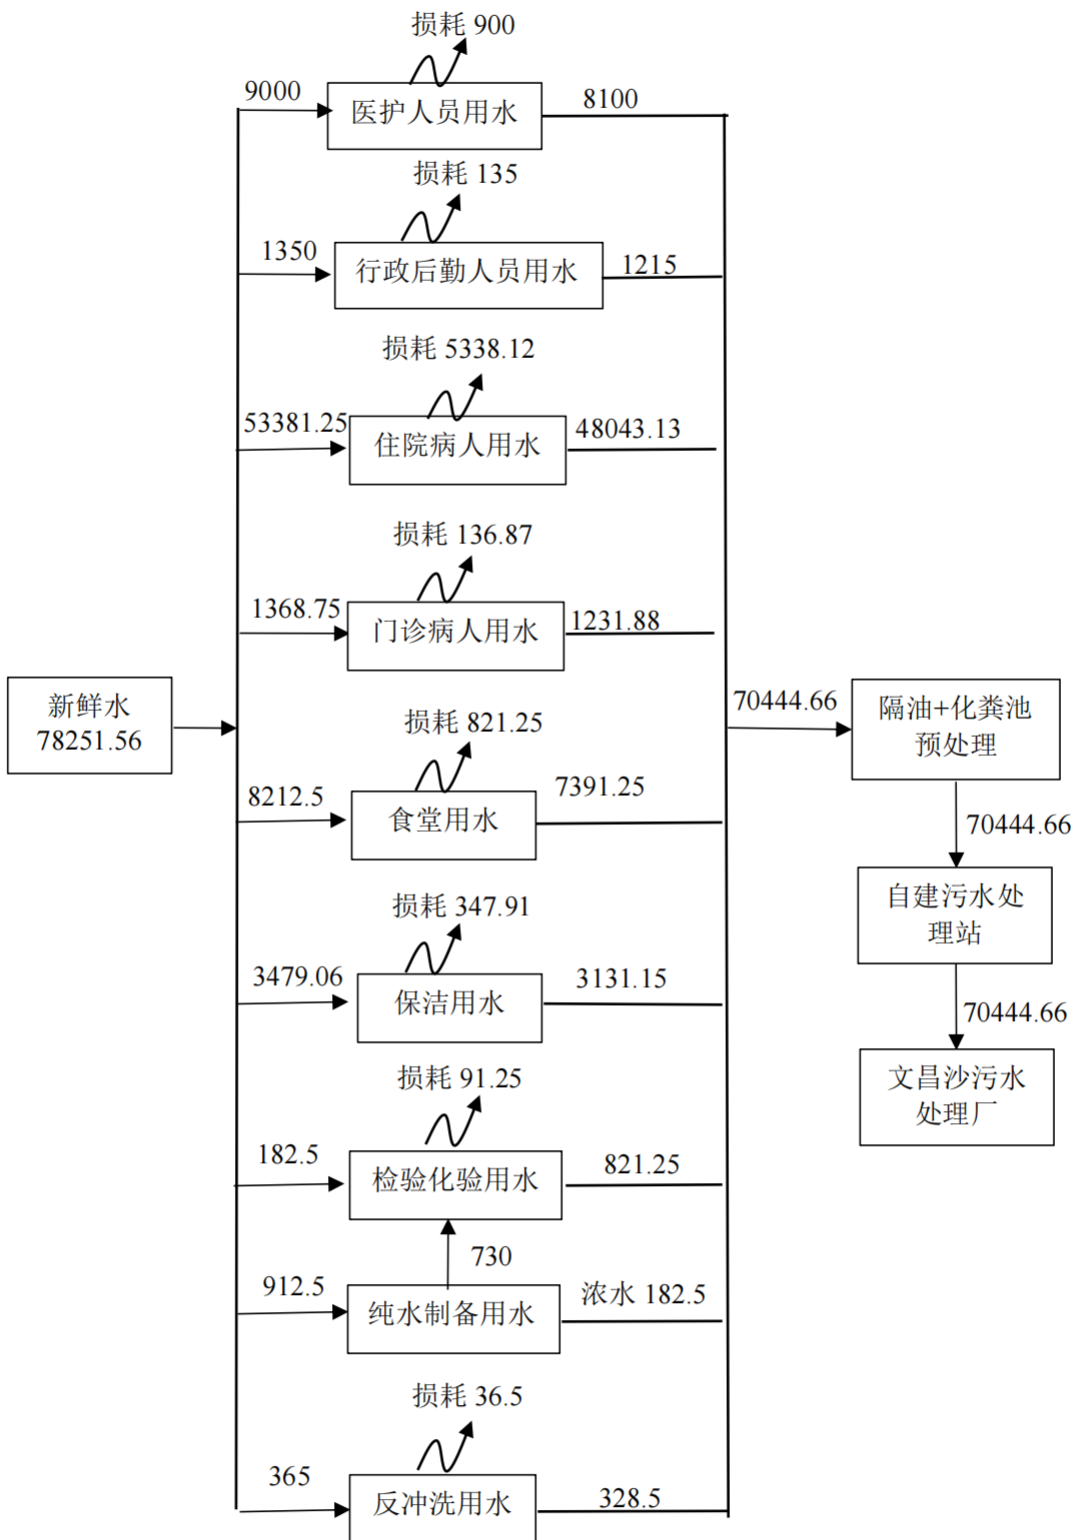 损耗 900
9000
医护人员用水
8100
损耗 135
1350
行政后勤人员用水
1215
损耗 5338.12
53381.25
住院病人用水
48043.13
损耗 136.87
1368.75
门诊病人用水
1231.88
新鲜水
78251.56
70444.66
隔油+化粪池
预处理
损耗 821.25
8212.5
食堂用水
7391.25
70444.66
自建污水处
理站
损耗 347.91
3479.06
保洁用水
3131.15
70444.66
文昌沙污水
处理厂
损耗 91.25
182.5
检验化验用水
821.25
730
912.5
纯水制备用水
浓水 182.5
损耗 36.5
365
反冲洗用水
328.5